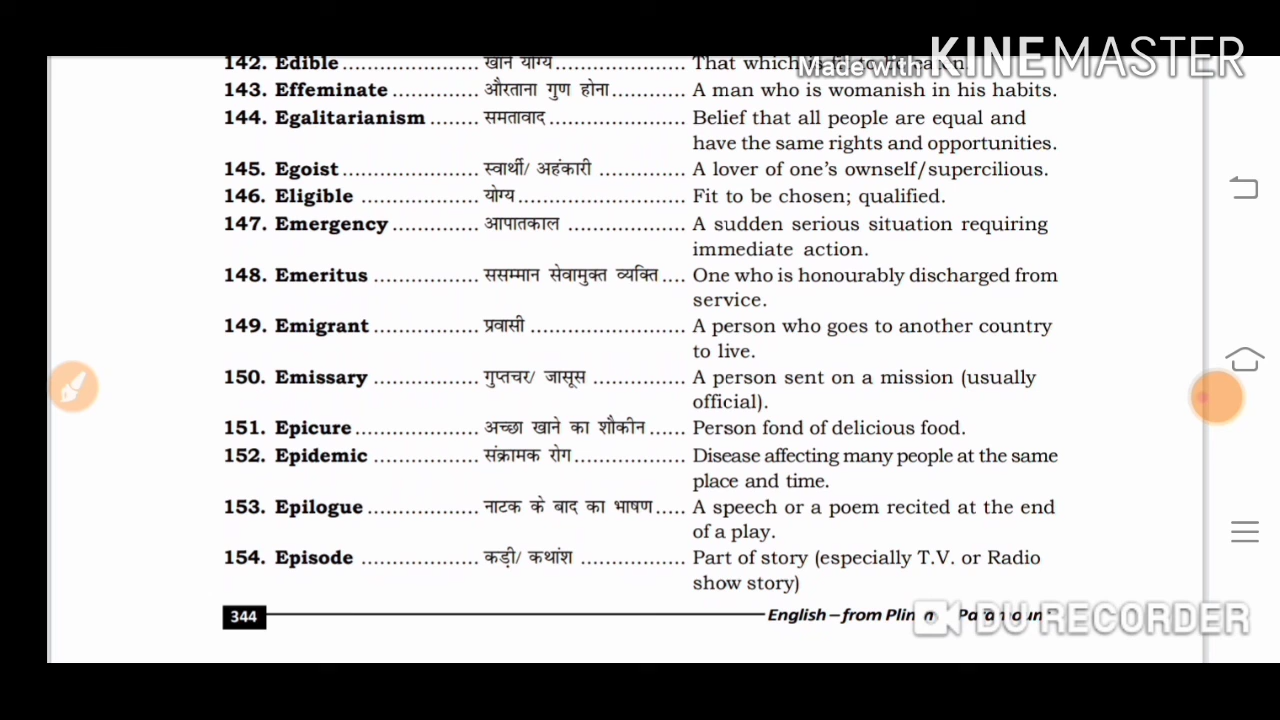 Made with KINEMASTER
142. Edible ........................ खाने योग्य ....................... That which
143. Effeminate ............... औरताना गुण होना ............. A man who is womanish in his habits.
144. Egalitarianism ........ समतावाद ........................ Belief that all people are equal and
have the same rights and opportunities.
145. Egoist ........................ स्वार्थी/ अहंकारी ............... A lover of one's ownself/supercilious.
146. Eligible ..................... योग्य ............................. Fit to be chosen; qualified.
147. Emergency ............... आपातकाल .................... A sudden serious situation requiring
immediate action.
148. Emeritus .................. ससम्मान सेवामुक्त व्यक्ति .... One who is honourably discharged from
service.
149. Emigrant .................. प्रवासी .......................... A person who goes to another country
to live.
150. Emissary .................. गुप्तचर/ जासूस ................ A person sent on a mission (usually
official).
151. Epicure ...................... अच्छा खाने का शौकीन ...... Person fond of delicious food.
152. Epidemic .................. संक्रामक रोग ................... Disease affecting many people at the same
place and time.
153. Epilogue ................... नाटक के बाद का भाषण ..... A speech or a poem recited at the end
of a play.
154. Episode .................... कड़ी/ कथांश .................. Part of story (especially T.V. or Radio
show story)
344 English – from Plin
DU RECORDER